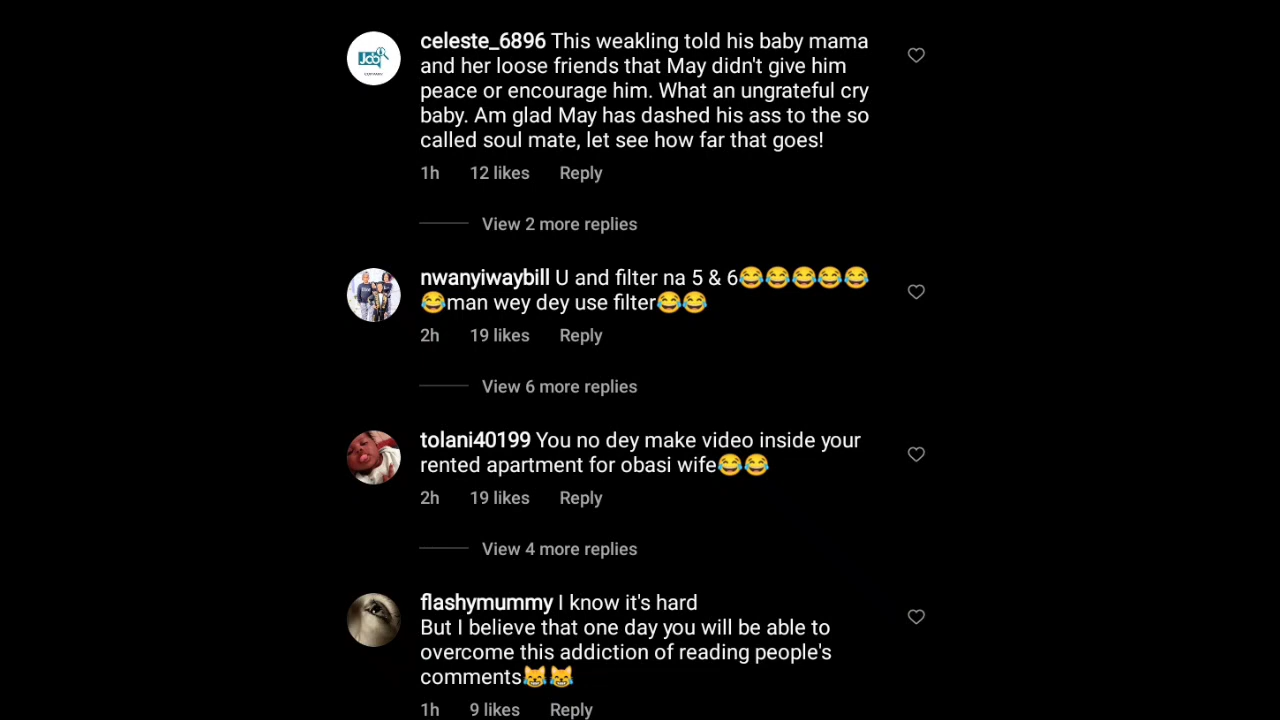 celeste_6896 This weakling told his baby mama
and her loose friends that May didn't give him
peace or encourage him. What an ungrateful cry
baby. Am glad May has dashed his ass to the so
called soul mate, let see how far that goes!
1h 12 likes Reply
View 2 more replies
nwanyiwaybill U and filter na 5 & 6😂😂😂😂😂
😂man wey dey use filter😂😂
2h 19 likes Reply
View 6 more replies
tolani40199 You no dey make video inside your
rented apartment for obasi wife😂😂
2h 19 likes Reply
View 4 more replies
flashymummy I know it's hard
But I believe that one day you will be able to
overcome this addiction of reading people's
comments😹😹
1h 9 likes Reply